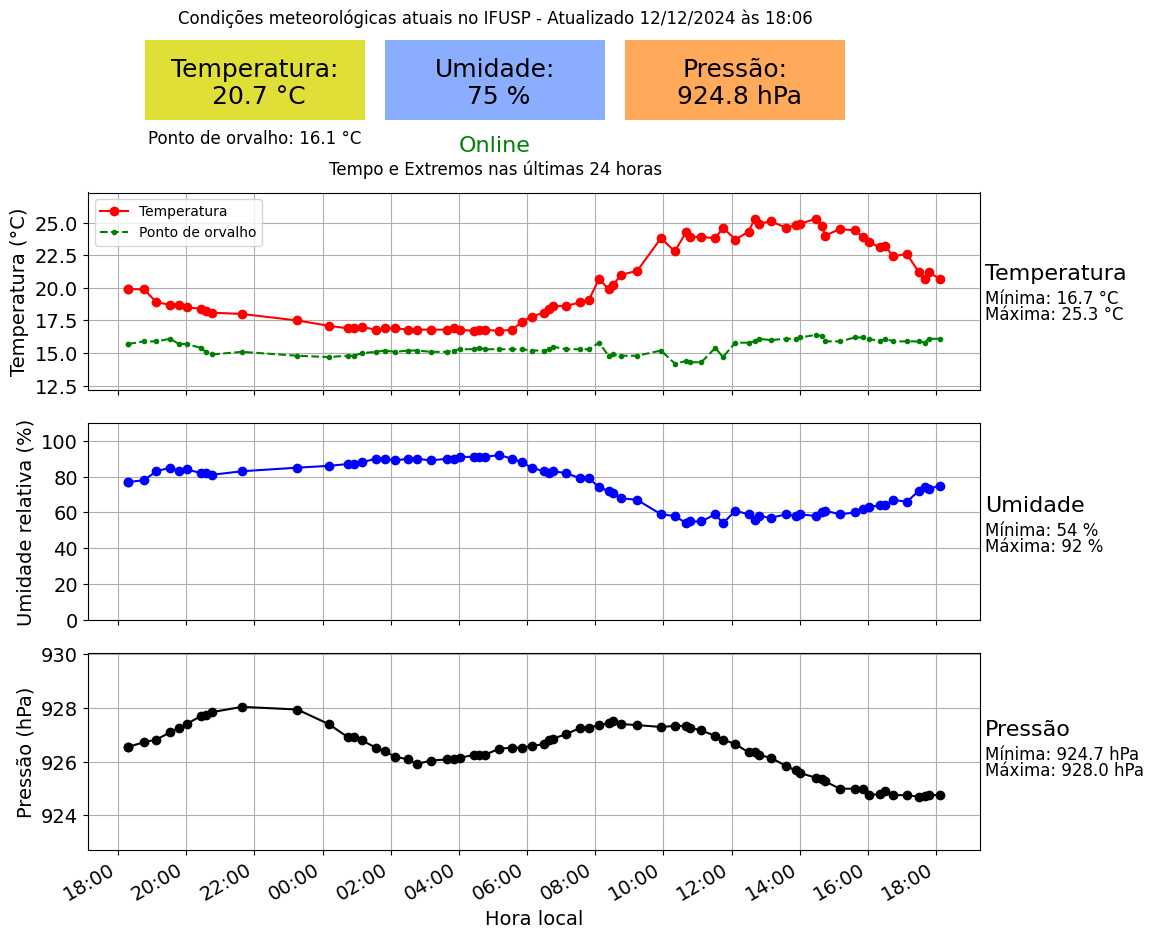 Condições meteorológicas atuais no IFUSP - Atualizado 12/12/2024 às 18:06
Temperatura:
20.7 °C
Umidade:
75 %
Pressão:
924.8 hPa
Ponto de orvalho: 16.1 °C
Online
Tempo e Extremos nas últimas 24 horas
Temperatura (°C)
25.0
22.5
20.0
17.5
15.0
12.5
Temperatura
Ponto de orvalho
Temperatura
Mínima: 16.7 °C
Máxima: 25.3 °C
Umidade relativa (%)
100
80
60
40
20
0
Umidade
Mínima: 54 %
Máxima: 92 %
Pressão (hPa)
930
928
926
924
Pressão
Mínima: 924.7 hPa
Máxima: 928.0 hPa
18:00 20:00 22:00 00:00 02:00 04:00 06:00 08:00 10:00 12:00 14:00 16:00 18:00
Hora local